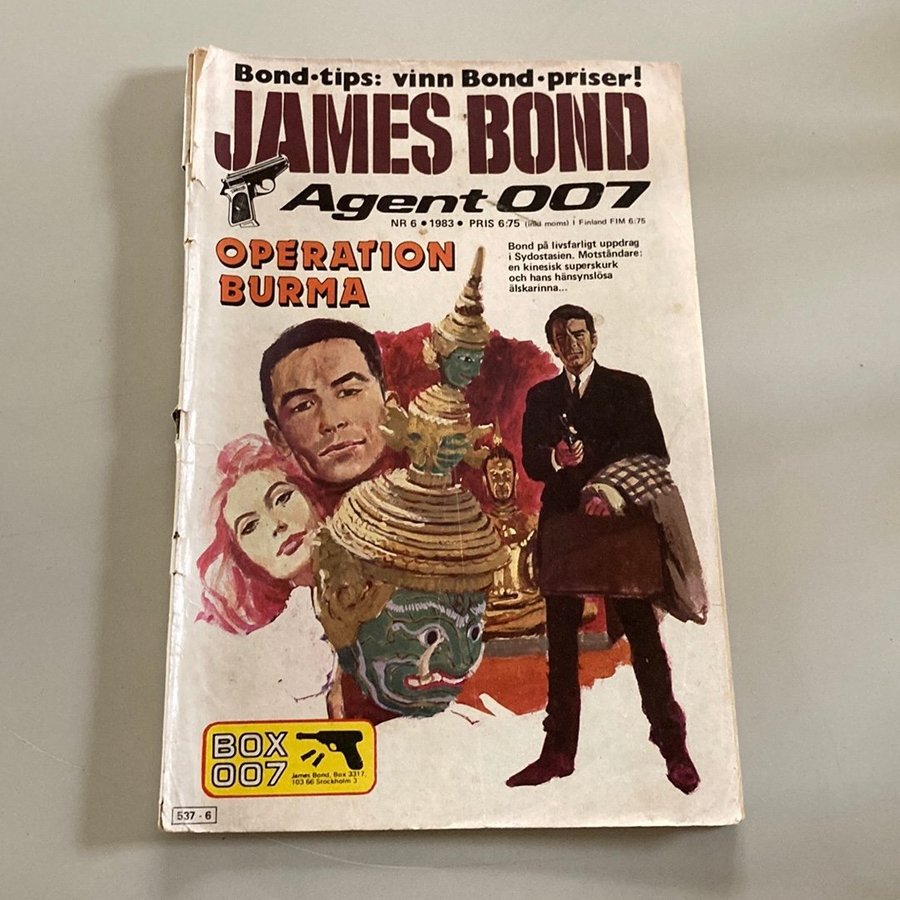 Bond·tips: vinn Bond·priser!
JAMES BOND
Agent 007
NR 6 • 1983 • PRIS 6:75 (inkl moms) I Finland FIM 6:75
OPERATION
BURMA
Bond på livsfarligt uppdrag
i Sydostasien. Motståndare:
en kinesisk superskurk
och hans hänsynslösa
älskarinna...
BOX
007
James Bond, Box 3317,
103 66 Stockholm 3
537 - 6